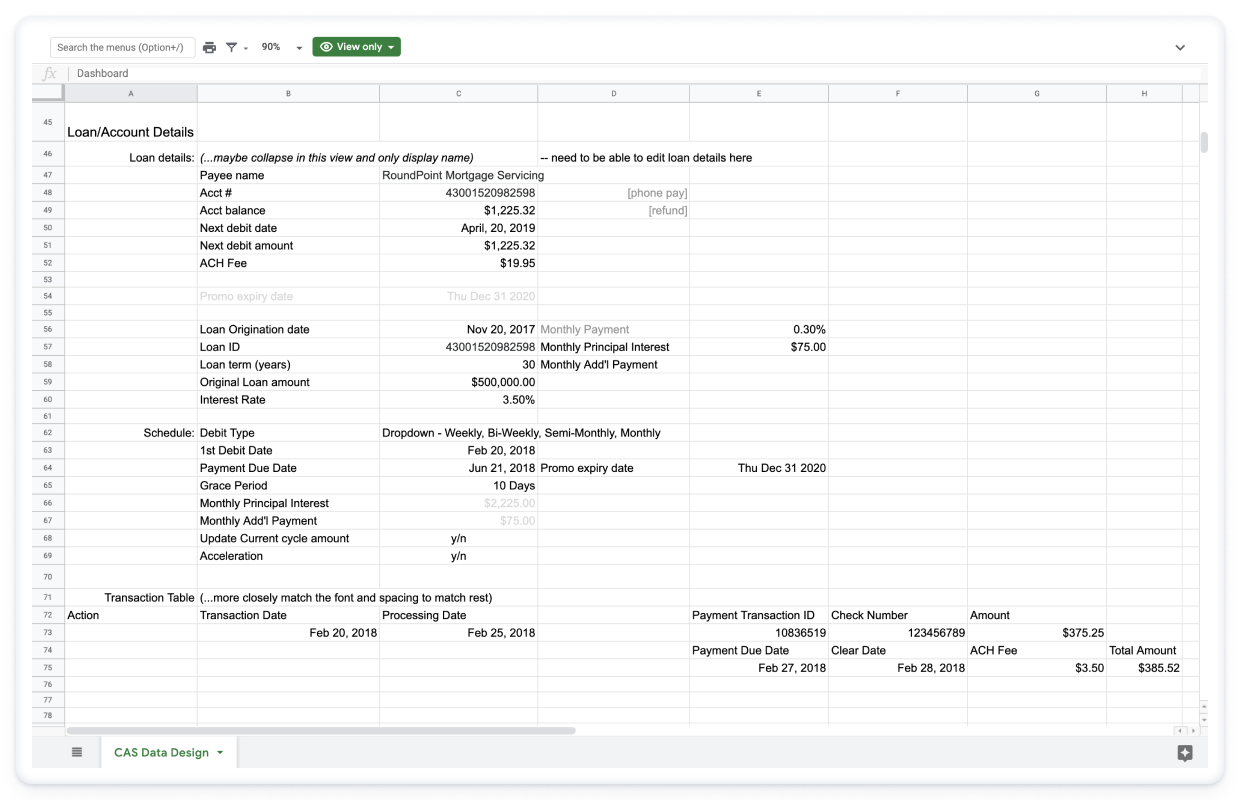 Search the menus (Option+/) 90% View only
fx Dashboard
A B C D E F G H
45 Loan/Account Details
46 Loan details: (...maybe collapse in this view and only display name) -- need to be able to edit loan details here
47 Payee name RoundPoint Mortgage Servicing
48 Acct # 43001520982598 [phone pay]
49 Acct balance $1,225.32 [refund]
50 Next debit date April, 20, 2019
51 Next debit amount $1,225.32
52 ACH Fee $19.95
53
54 Promo expiry date Thu Dec 31 2020
55
56 Loan Origination date Nov 20, 2017 Monthly Payment 0.30%
57 Loan ID 43001520982598 Monthly Principal Interest $75.00
58 Loan term (years) 30 Monthly Add'l Payment
59 Original Loan amount $500,000.00
60 Interest Rate 3.50%
61
62 Schedule: Debit Type Dropdown - Weekly, Bi-Weekly, Semi-Monthly, Monthly
63 1st Debit Date Feb 20, 2018
64 Payment Due Date Jun 21, 2018 Promo expiry date Thu Dec 31 2020
65 Grace Period 10 Days
66 Monthly Principal Interest $2,225.00
67 Monthly Add'l Payment $75.00
68 Update Current cycle amount y/n
69 Acceleration y/n
70
71 Transaction Table (...more closely match the font and spacing to match rest)
72 Action Transaction Date Processing Date Payment Transaction ID Check Number Amount
73 Feb 20, 2018 Feb 25, 2018 10836519 123456789 $375.25
74 Payment Due Date Clear Date ACH Fee Total Amount
75 Feb 27, 2018 Feb 28, 2018 $3.50 $385.52
76
77
78
CAS Data Design